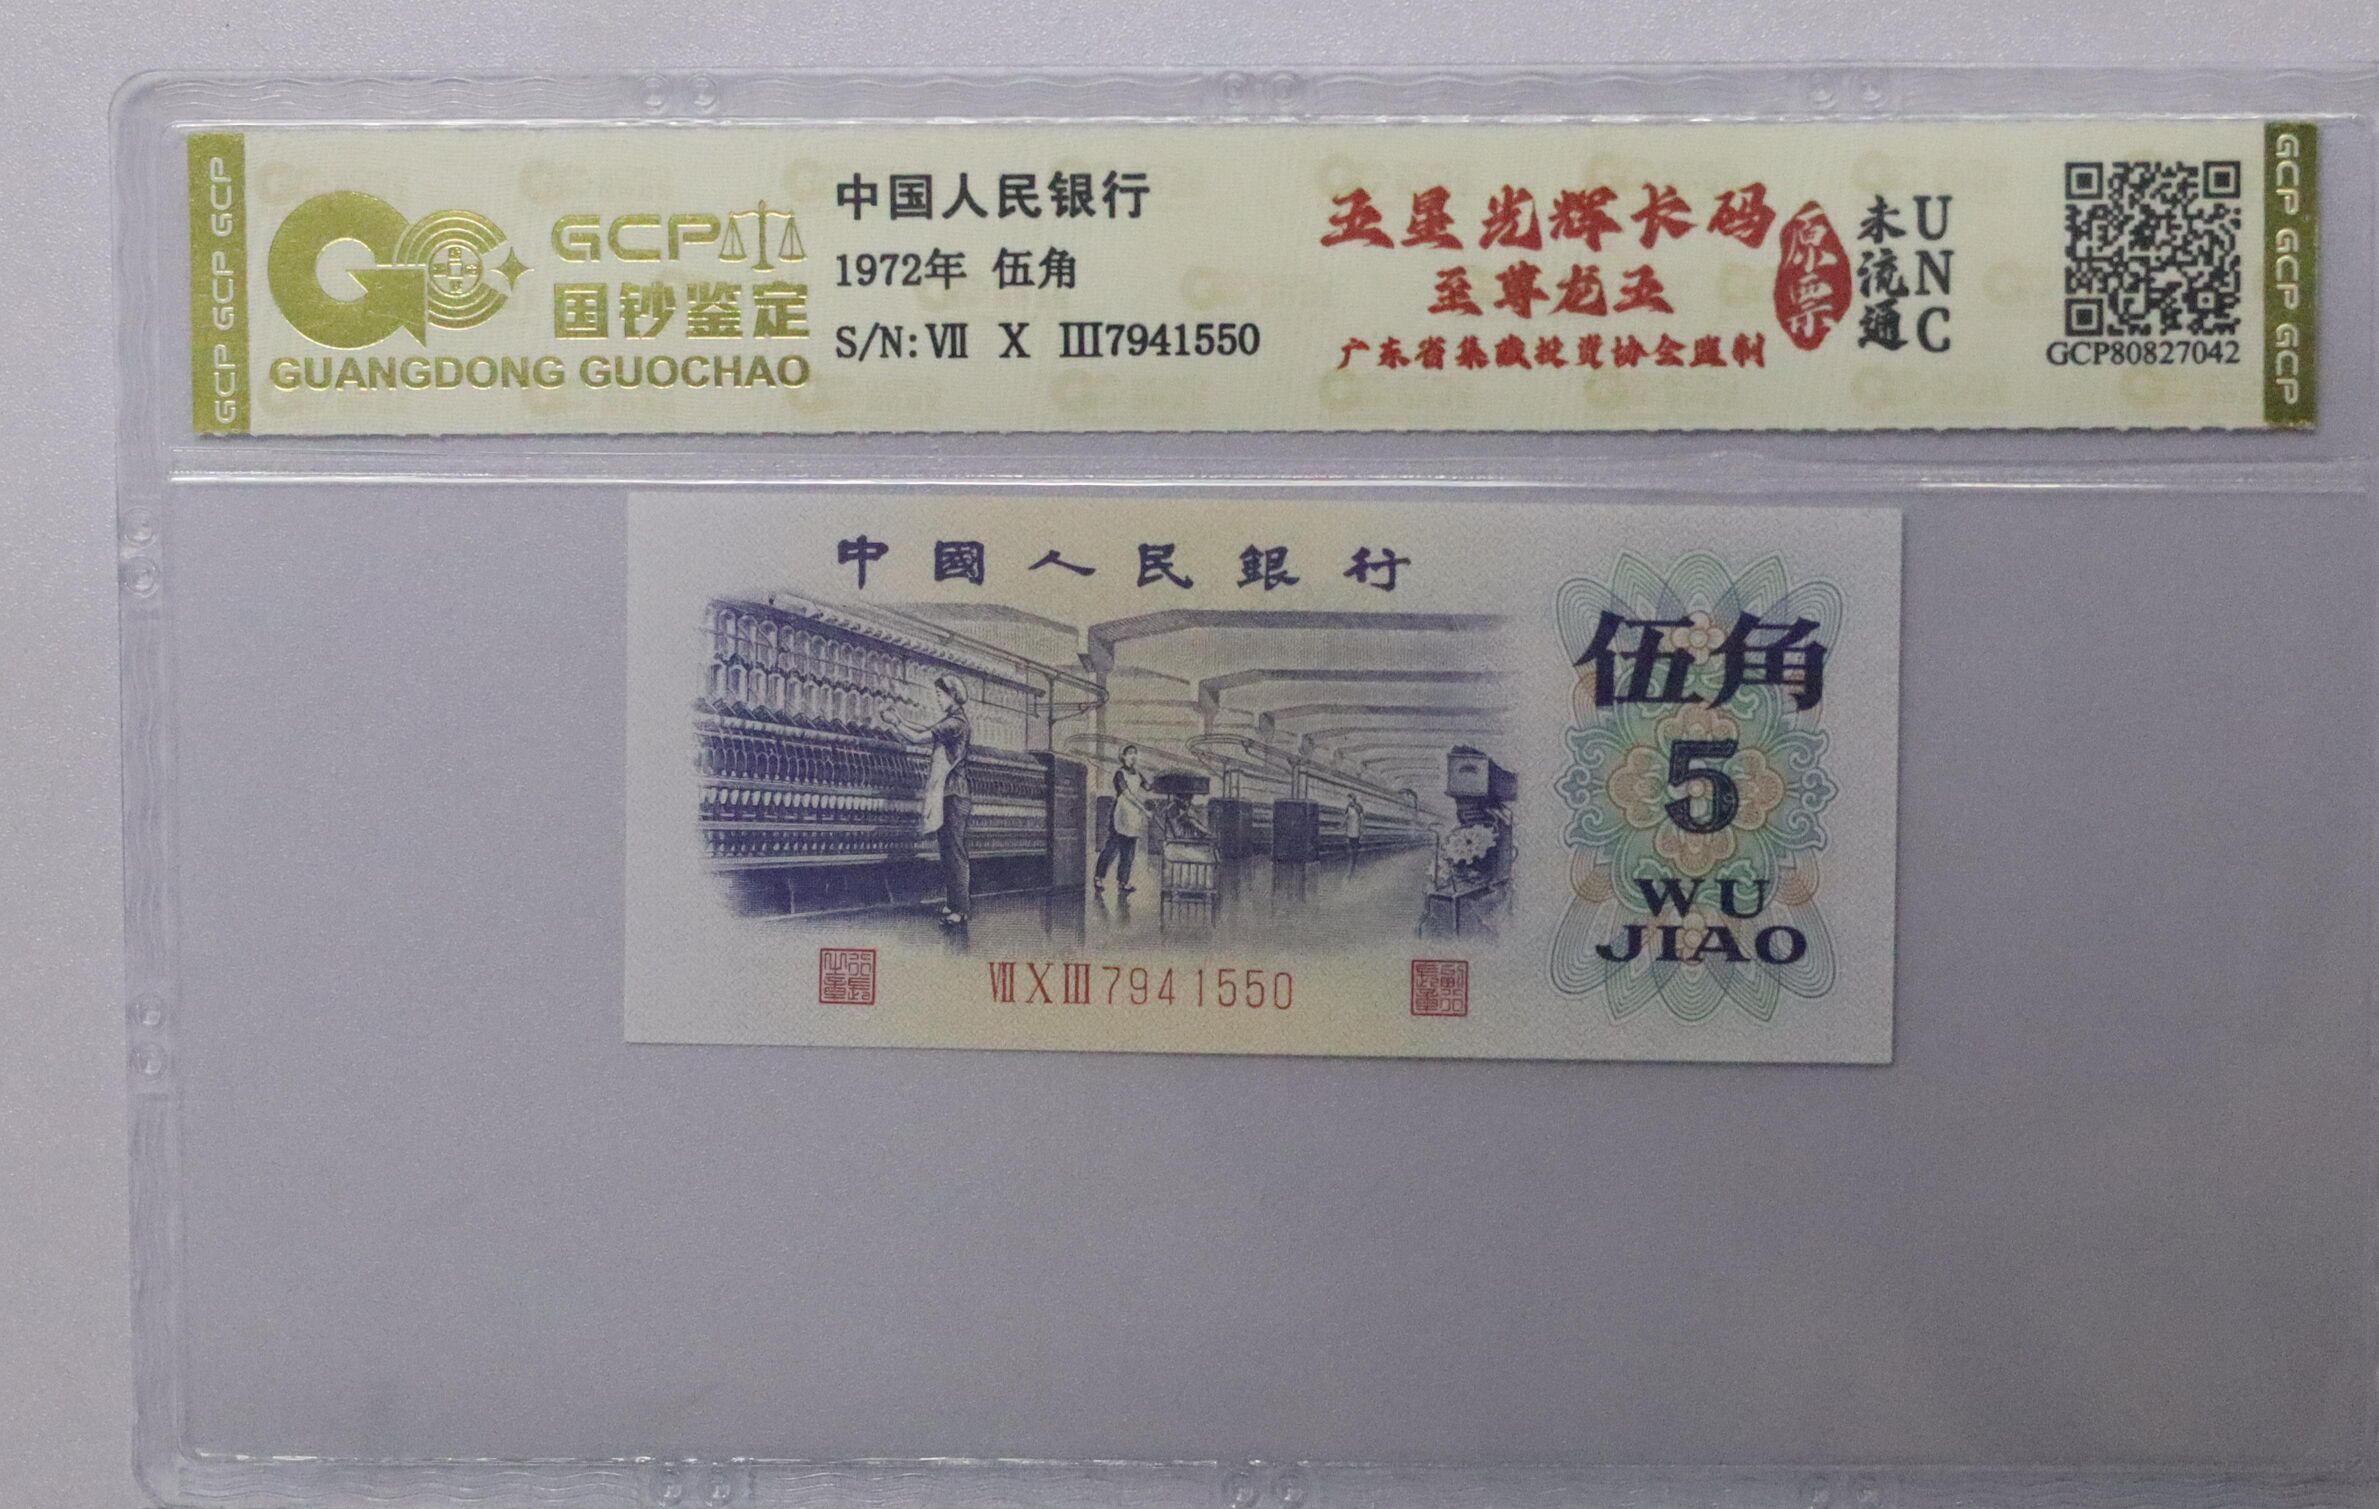 GCP GCP GCP
GCP
国钞鉴定
GUANGDONG GUOCHAO
中国人民银行
1972年 伍角
S/N: Ⅶ Ⅹ Ⅲ7941550
五星光辉长码
至尊龙五
广东省集藏投资协会监制
原票
未流通
UNC
GCP80827042
GCP GCP GCP
中國人民銀行
伍角
5
WU
JIAO
ⅦⅩⅢ7941550